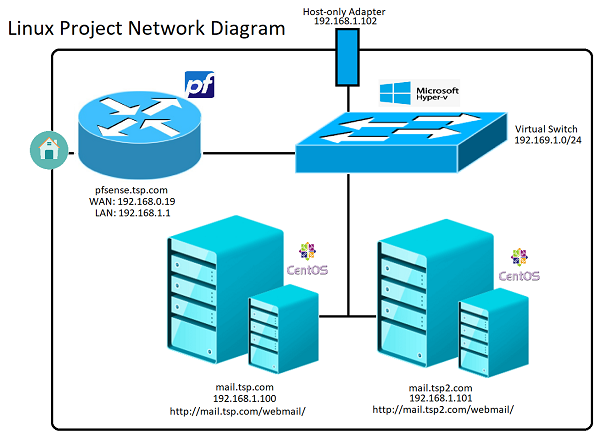 Linux Project Network Diagram
Host-only Adapter
192.168.1.102
pf
Microsoft
Hyper-v
Virtual Switch
192.169.1.0/24
pfsense.tsp.com
WAN: 192.168.0.19
LAN: 192.168.1.1
CentOS
CentOS
mail.tsp.com
192.168.1.100
http://mail.tsp.com/webmail/
mail.tsp2.com
192.168.1.101
http://mail.tsp2.com/webmail/